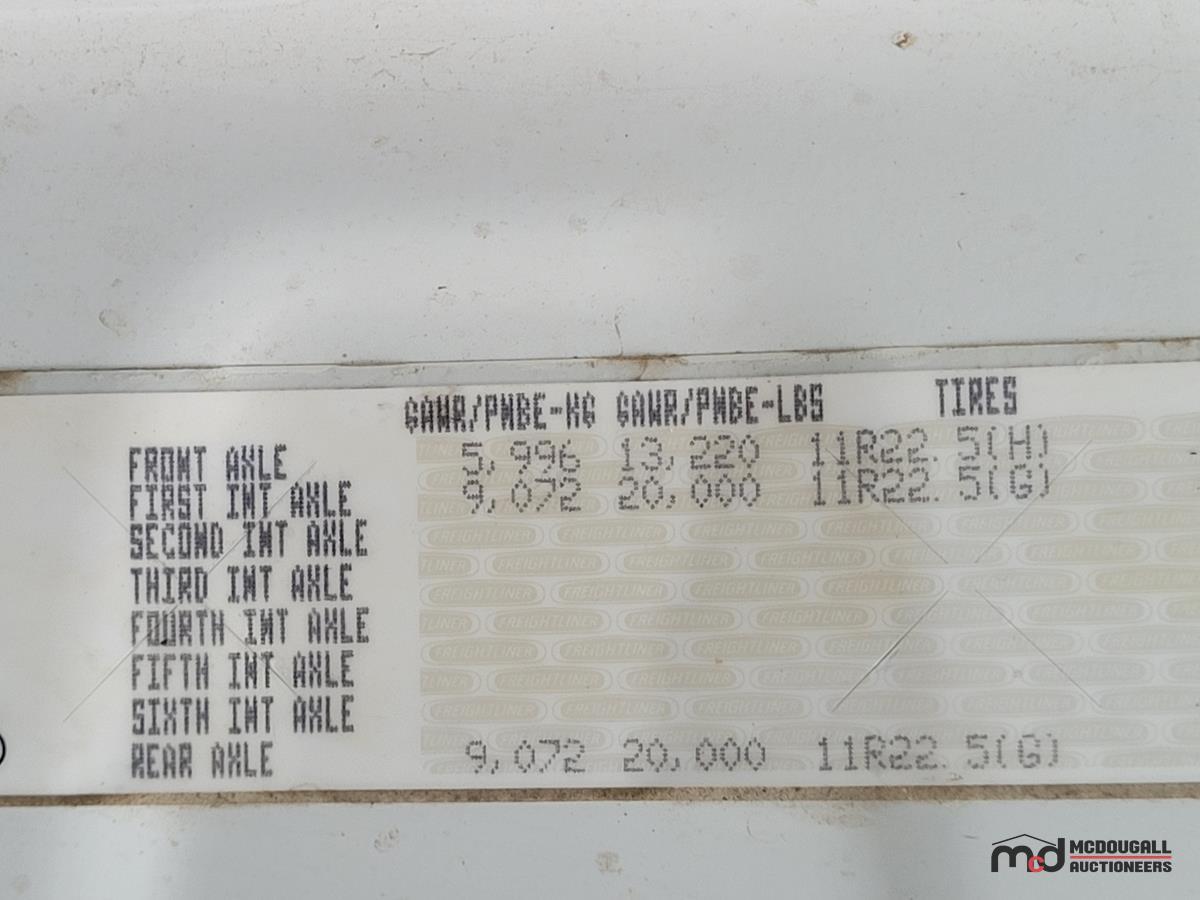 GAWR/PNBE-KG GAWR/PNBE-LBS TIRES
FRONT AXLE 5,996 13,220 11R22.5(H)
FIRST INT AXLE 9,072 20,000 11R22.5(G)
SECOND INT AXLE
THIRD INT AXLE
FOURTH INT AXLE
FIFTH INT AXLE
SIXTH INT AXLE
REAR AXLE 9,072 20,000 11R22.5(G)
FREIGHTLINER
mcd MCDOUGALL
AUCTIONEERS